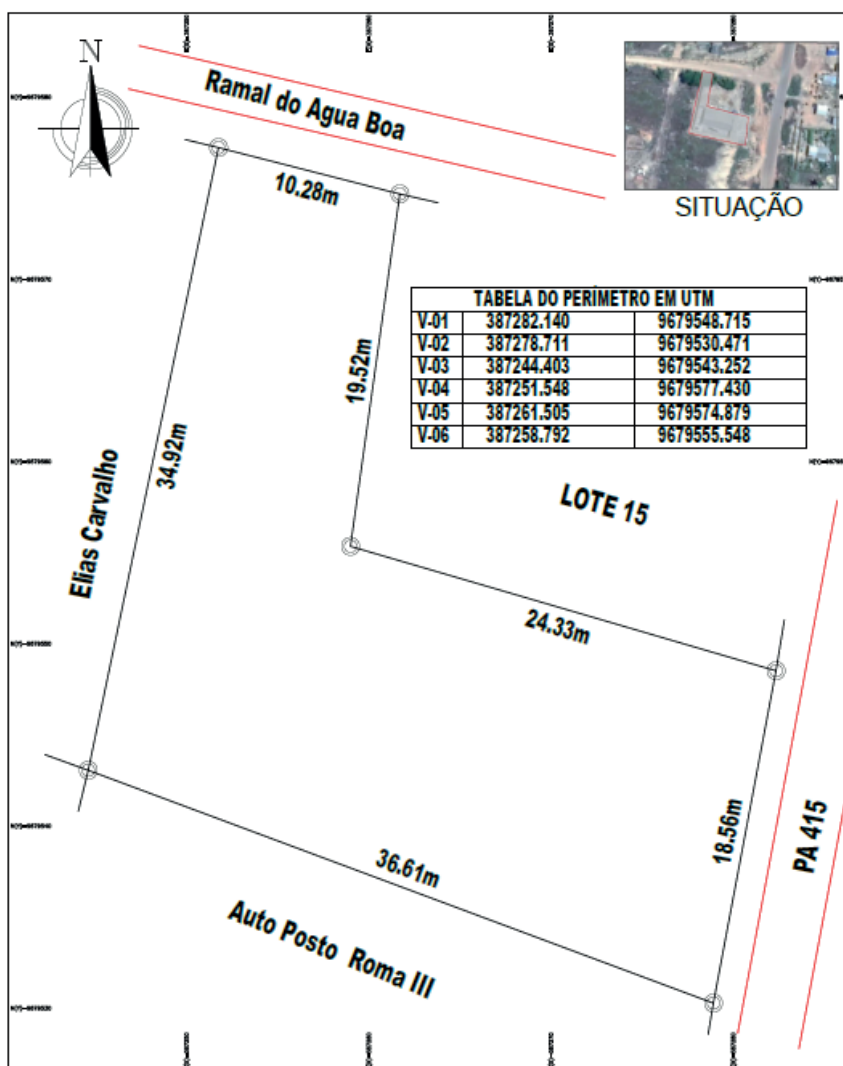 N
Ramal do Agua Boa
SITUAÇÃO
10.28m
TABELA DO PERÍMETRO EM UTM
V-01 387282.140 9679548.715
V-02 387278.711 9679530.471
V-03 387244.403 9679543.252
V-04 387251.548 9679577.430
V-05 387261.505 9679574.879
V-06 387258.792 9679555.548
19.52m
34.92m
Elias Carvalho
LOTE 15
24.33m
18.56m
PA 415
36.61m
Auto Posto Roma III